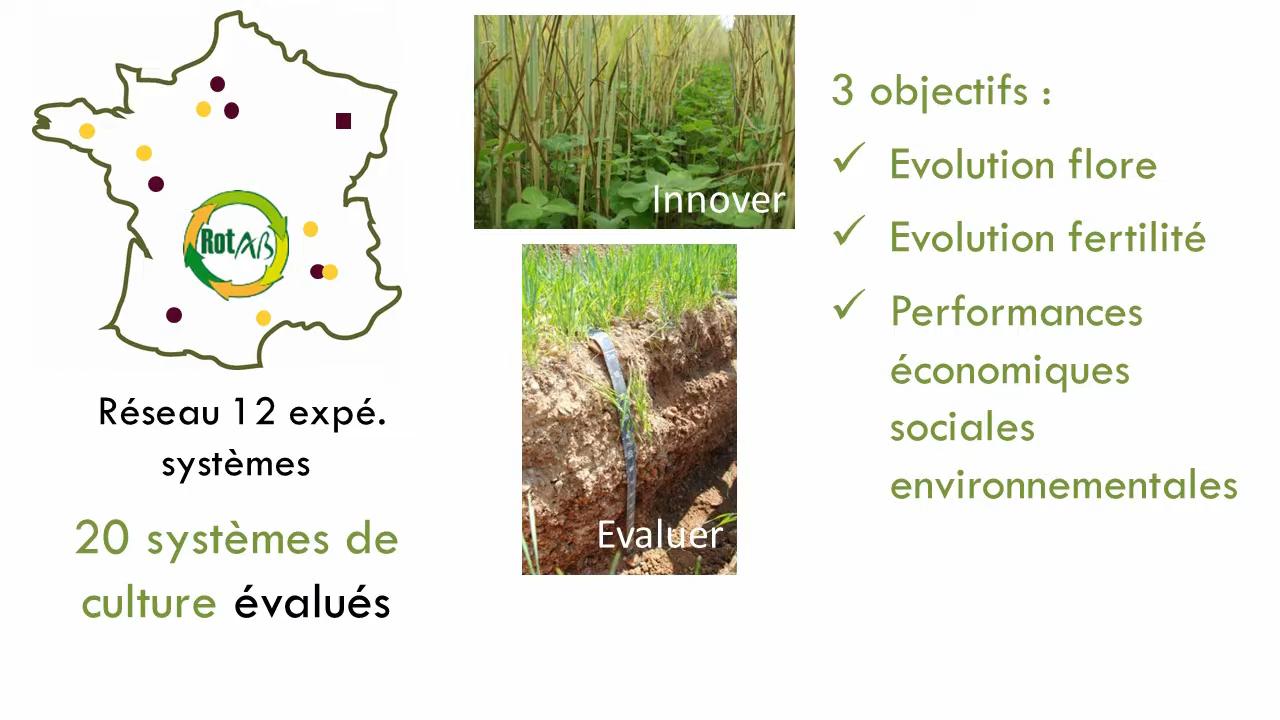 RotAB
Réseau 12 expé.
systèmes
20 systèmes de
culture évalués
Innover
Evaluer
3 objectifs :
✓ Evolution flore
✓ Evolution fertilité
✓ Performances
économiques
sociales
environnementales